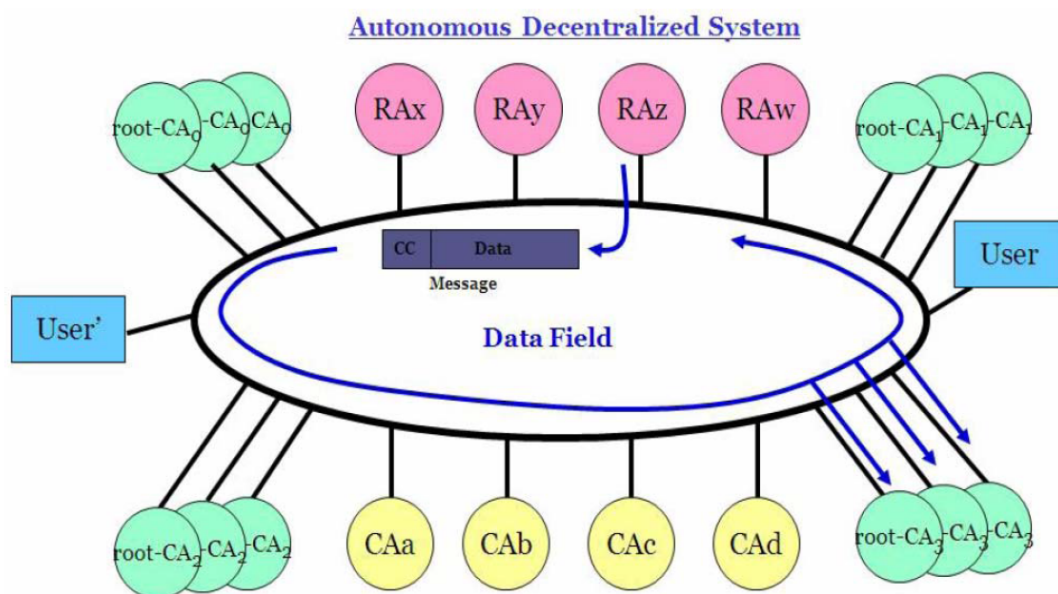 Autonomous Decentralized System
root-CA0 -CA0 CA0
RAx
RAy
RAz
RAw
root-CA1 -CA1 -CA1
CC
Data
Message
User
User’
Data Field
root-CA2 -CA2 -CA2
CAa
CAb
CAc
CAd
root-CA3 -CA3 -CA3